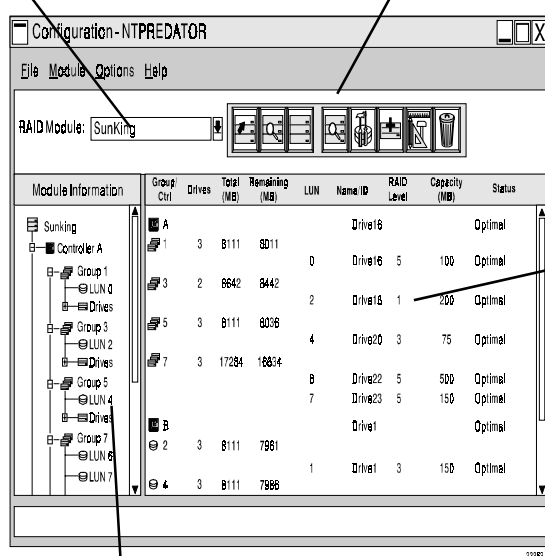 Configuration - NTPREDATOR
File Module Options Help
RAID Module: SunKing
Module Information
Group/ Ctrl Drives Total (MB) Remaining (MB) LUN Name/ID RAID Level Capacity (MB) Status
Sunking
Controller A
Group 1
LUN 0
Drives
Group 3
LUN 2
Drives
Group 5
LUN 4
Drives
Group 7
LUN 6
LUN 7
A Drive16 Optimal
1 3 8111 8011
0 Drive16 5 100 Optimal
3 2 8642 8442
2 Drive18 1 200 Optimal
5 3 8111 8036
4 Drive20 3 75 Optimal
7 3 17284 16634
Drive22 5 500 Optimal
7 Drive23 5 150 Optimal
B Drive1 Optimal
2 3 8111 7961
1 Drive1 3 150 Optimal
4 3 8111 7986